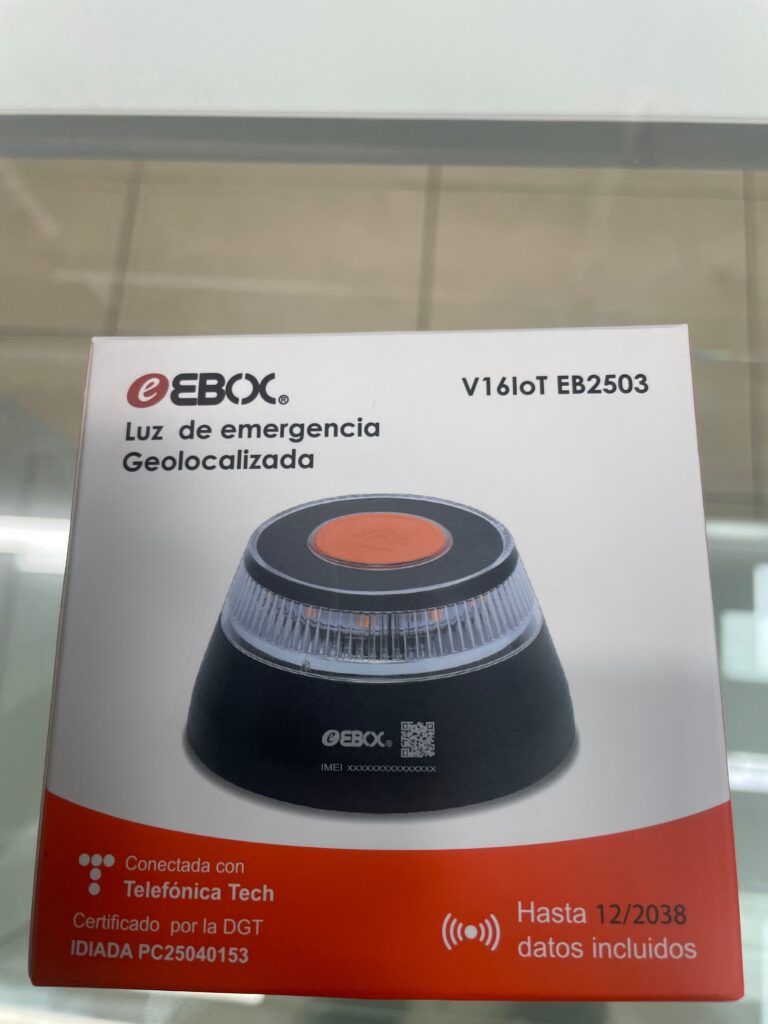 e EBOX®
V16IoT EB2503
Luz de emergencia
Geolocalizada
e EBOX®
IMEI xxxxxxxxxxxxxxx
Conectada con
Telefónica Tech
Certificado por la DGT
IDIADA PC25040153
Hasta 12/2038
datos incluidos